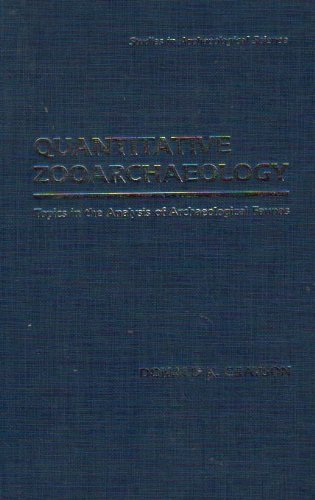 Studies in Archaeological Science
QUANTITATIVE
ZOOARCHAEOLOGY
Topics in the Analysis of Archaeological Faunas
DONALD K. GRAYSON